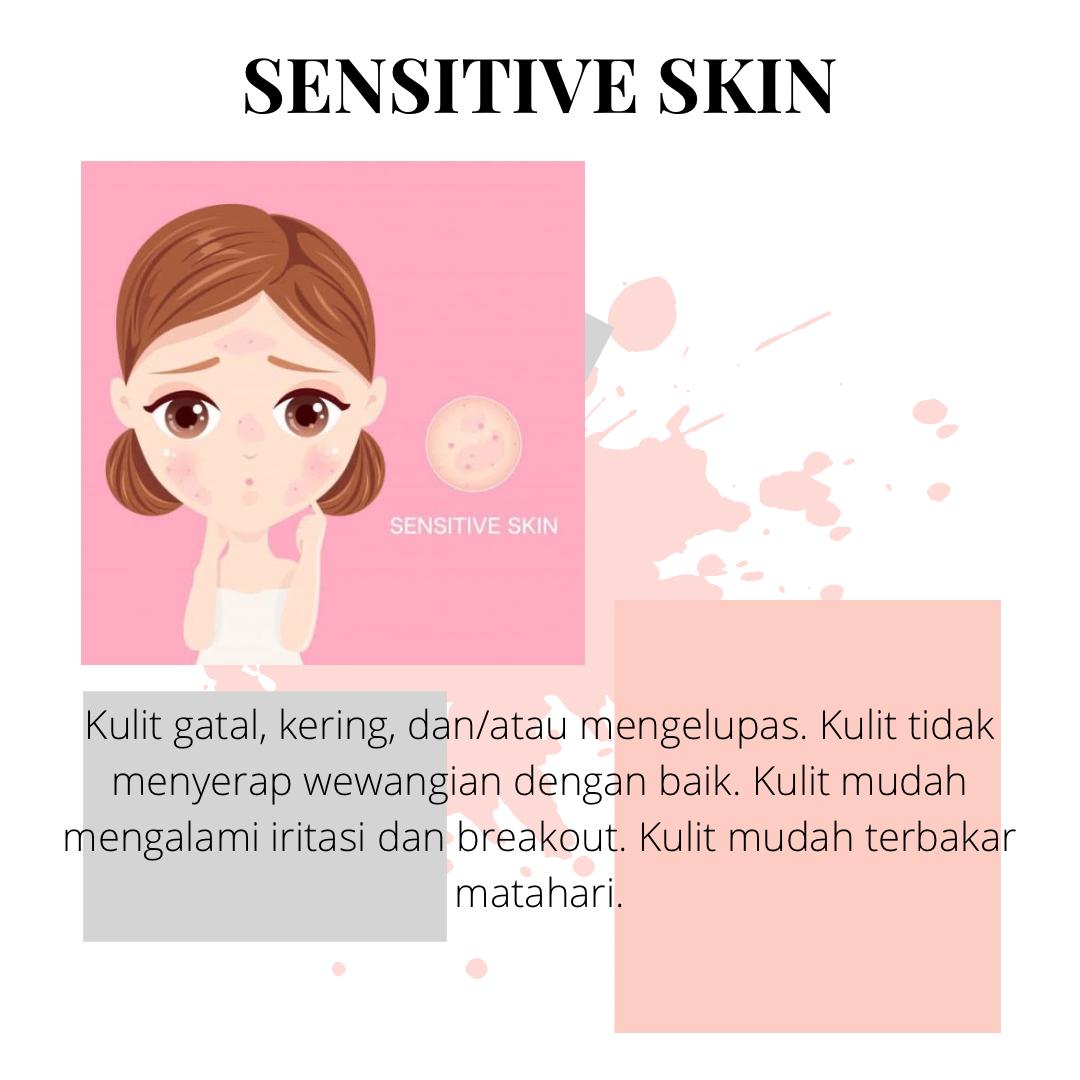 SENSITIVE SKIN
SENSITIVE SKIN
Kulit gatal, kering, dan/atau mengelupas. Kulit tidak
menyerap wewangian dengan baik. Kulit mudah
mengalami iritasi dan breakout. Kulit mudah terbakar
matahari.